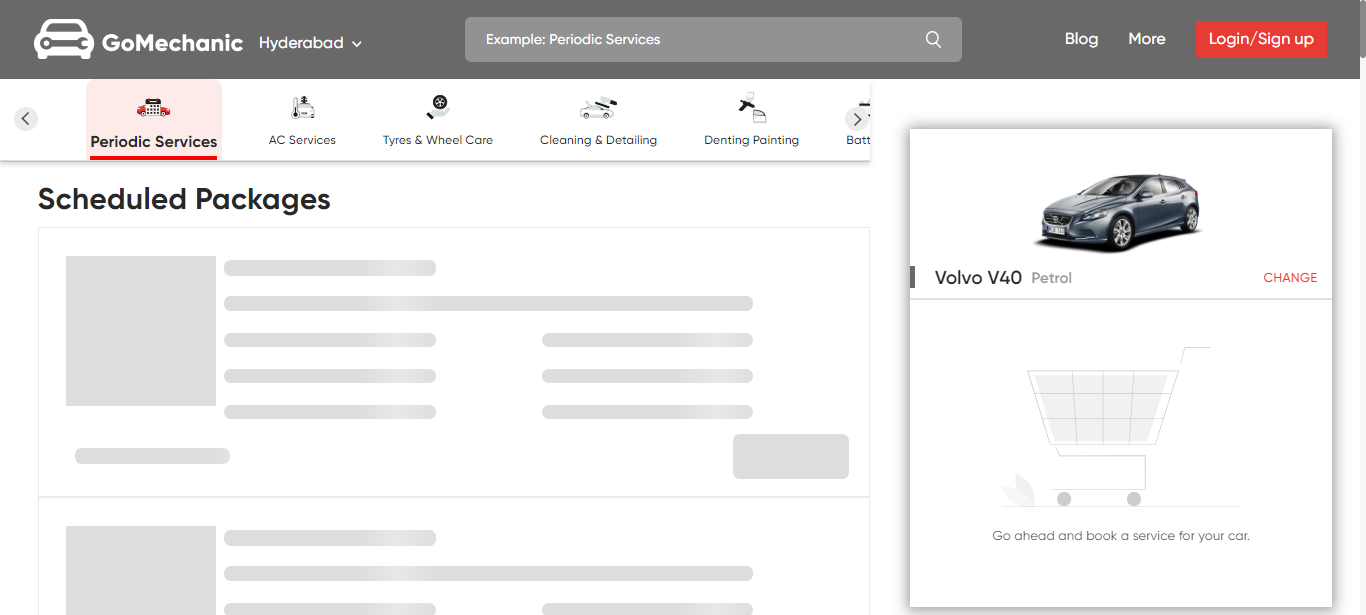 GoMechanic
Hyderabad
Example: Periodic Services
Blog
More
Login/Sign up
Periodic Services
AC Services
Tyres & Wheel Care
Cleaning & Detailing
Denting Painting
Batt
Scheduled Packages
Volvo V40 Petrol
CHANGE
Go ahead and book a service for your car.